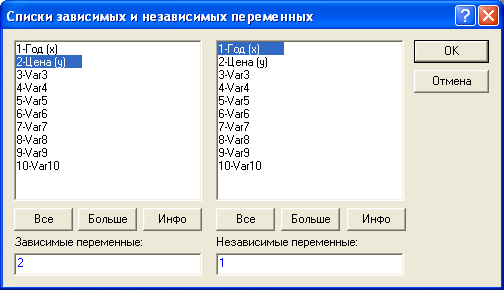 Списки зависимых и независимых переменных
1-Год (x)
2-Цена (y)
3-Var3
4-Var4
5-Var5
6-Var6
7-Var7
8-Var8
9-Var9
10-Var10
1-Год (x)
2-Цена (y)
3-Var3
4-Var4
5-Var5
6-Var6
7-Var7
8-Var8
9-Var9
10-Var10
OK
Отмена
Все Больше Инфо
Все Больше Инфо
Зависимые переменные:
2
Независимые переменные:
1